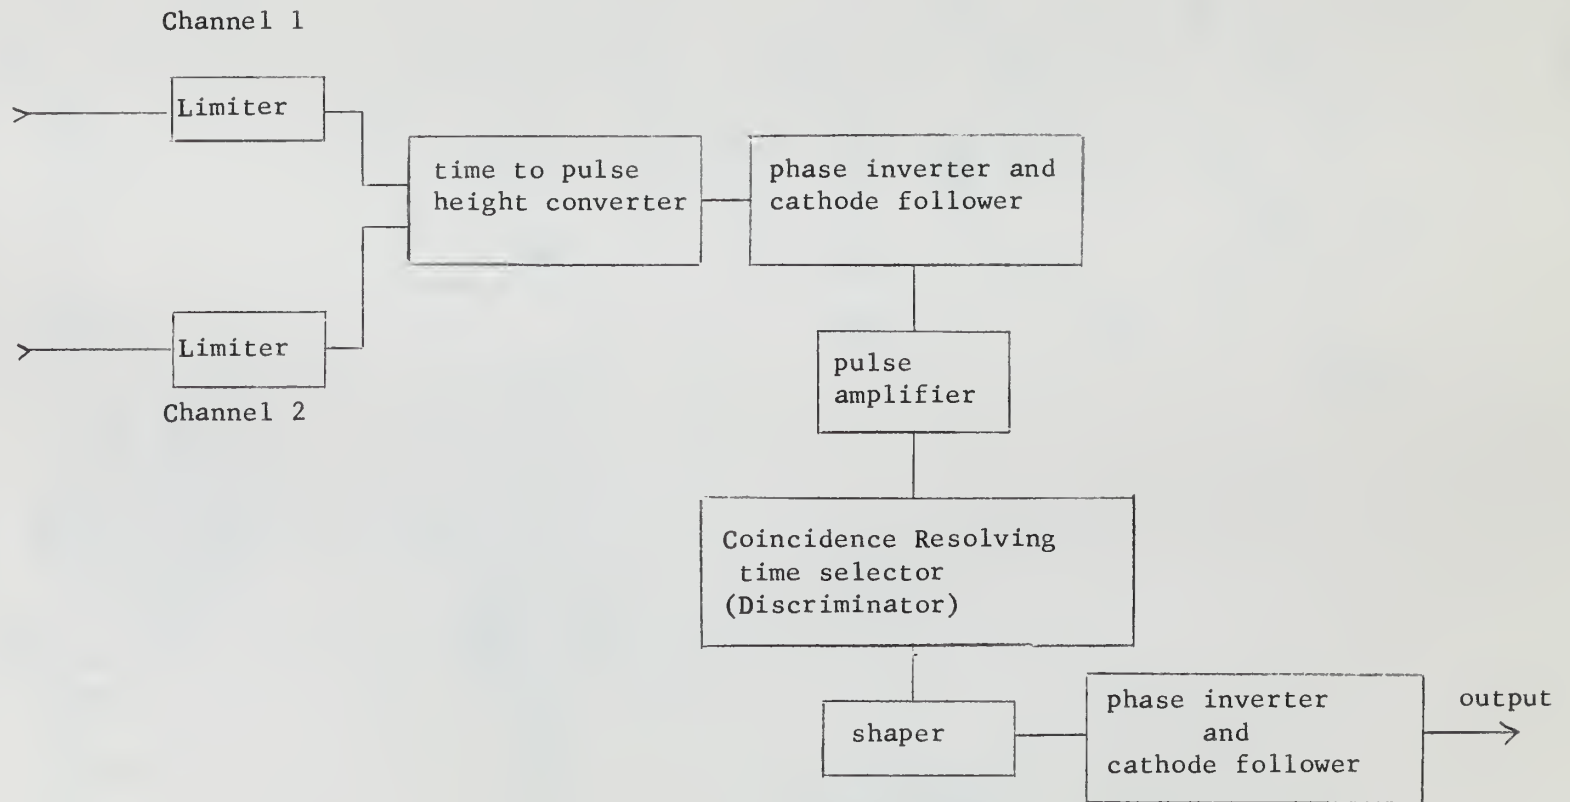 Channel 1
Limiter
time to pulse
height converter
phase inverter and
cathode follower
Limiter
Channel 2
pulse
amplifier
Coincidence Resolving
time selector
(Discriminator)
shaper
phase inverter
and
cathode follower
output